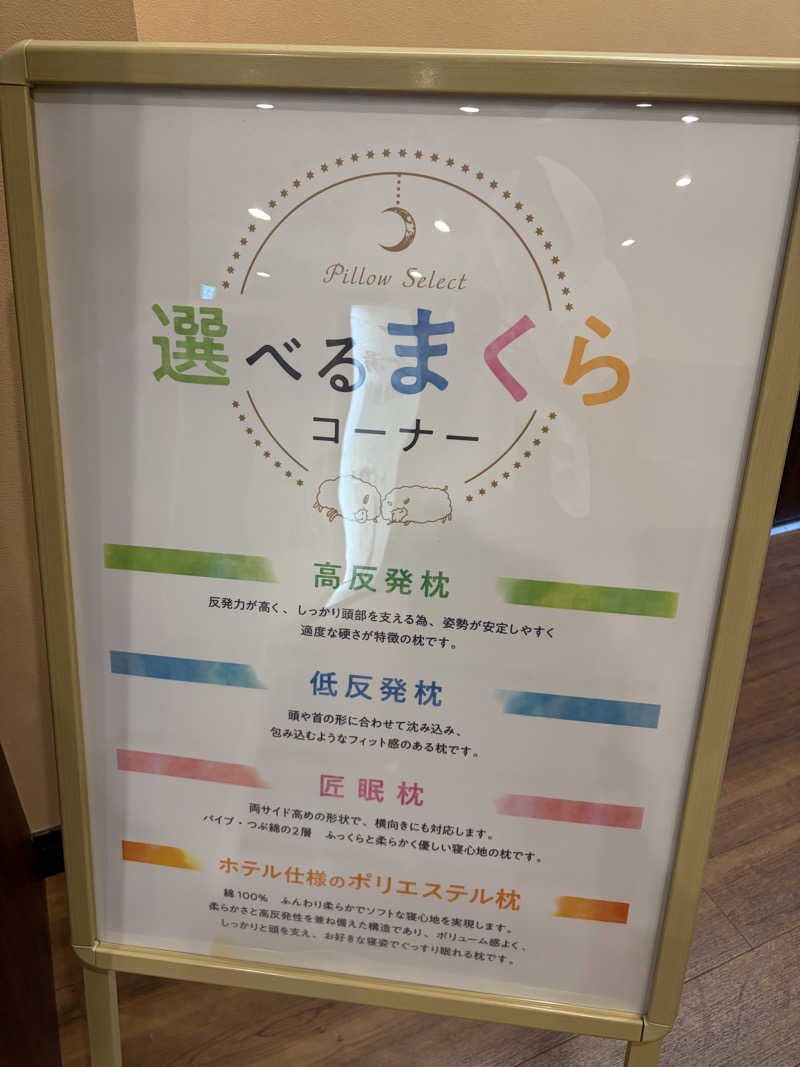 Pillow Select
選べるまくら
コーナー
高反発枕
反発力が高く、しっかり頭部を支える為、姿勢が安定しやすく
適度な硬さが特徴の枕です。
低反発枕
頭や首の形に合わせて沈み込み、
包み込むようなフィット感のある枕です。
匠眠枕
両サイド高めの形状で、横向きにも対応します。
パイプ・つぶ綿の2層　ふっくらと柔らかく優しい寝心地の枕です。
ホテル仕様のポリエステル枕
綿100%　ふんわり柔らかでソフトな寝心地を実現します。
柔らかさと高反発性を兼ね備えた構造であり、ボリューム感よく、
しっかりと頭を支え、お好きな寝姿でぐっすり眠れる枕です。